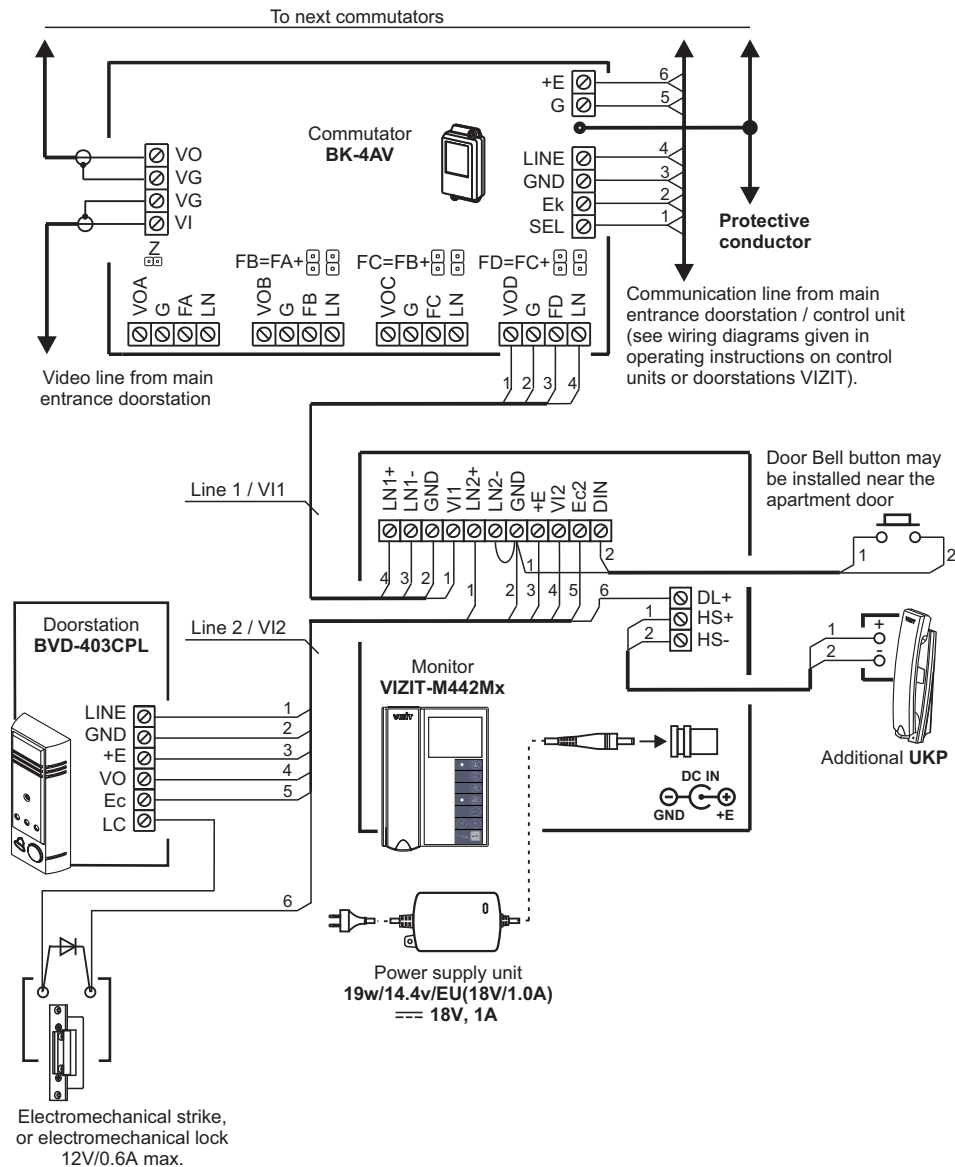 To next commutators
+E
G
6
5
Commutator
BK-4AV
VO
VG
VG
VI
LINE
GND
Ek
SEL
4
3
2
1
Protective
conductor
Z
FB=FA+
FC=FB+
FD=FC+
VOA
G
FA
LN
VOB
G
FB
LN
VOC
G
FC
LN
VOD
G
FD
LN
Communication line from main
entrance doorstation / control unit
(see wiring diagrams given in
operating instructions on control
units or doorstations VIZIT).
Video line from main
entrance doorstation
1
2
3
4
Line 1 / VI1
LN1+
LN1-
GND
VI1
LN2+
LN2-
GND
+E
VI2
Ec2
DIN
Door Bell button may
be installed near the
apartment door
4
3
2
1
1
2
3
4
5
6
1
2
1
2
DL+
HS+
HS-
1
2
1
2
+
-
Additional UKP
Doorstation
BVD-403CPL
Line 2 / VI2
Monitor
VIZIT-M442Mx
VIZIT
LINE
GND
+E
VO
Ec
LC
1
2
3
4
5
6
DC IN
GND
+E
Power supply unit
19w/14.4v/EU(18V/1.0A)
18V, 1A
Electromechanical strike,
or electromechanical lock
12V/0.6A max.